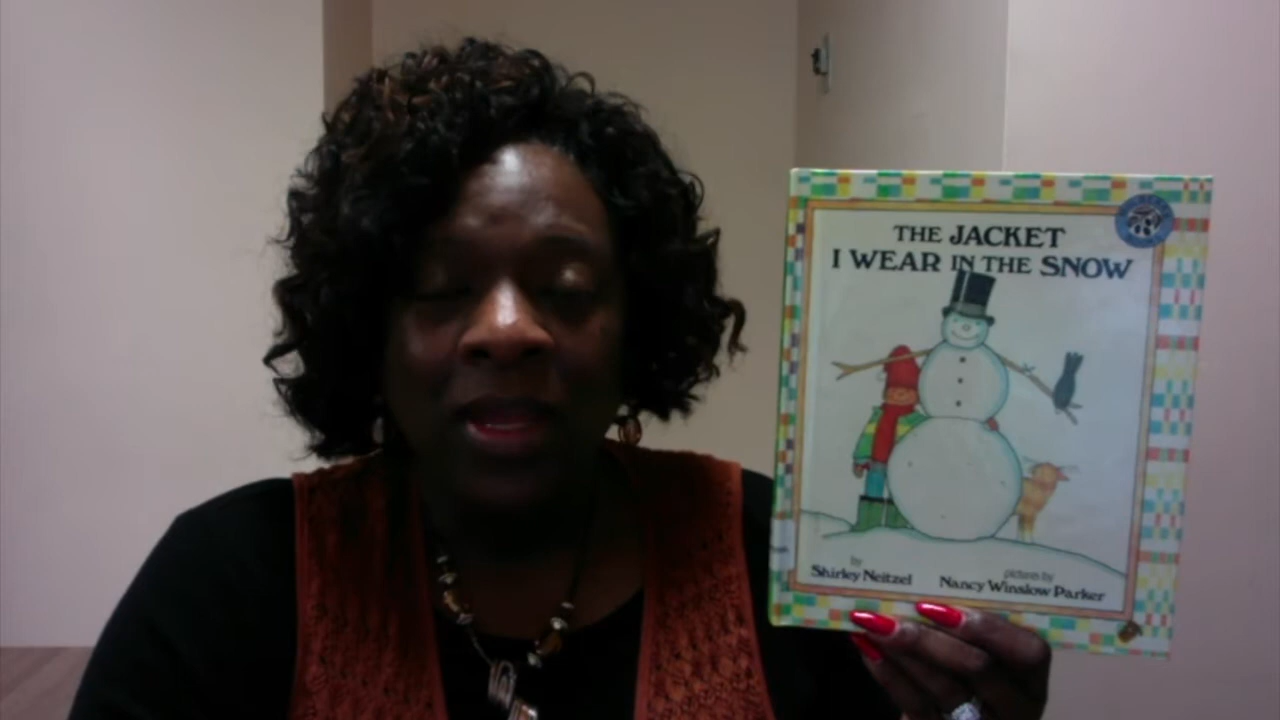 THE JACKET
I WEAR IN THE SNOW
by
Shirley Neitzel
pictures by
Nancy Winslow Parker